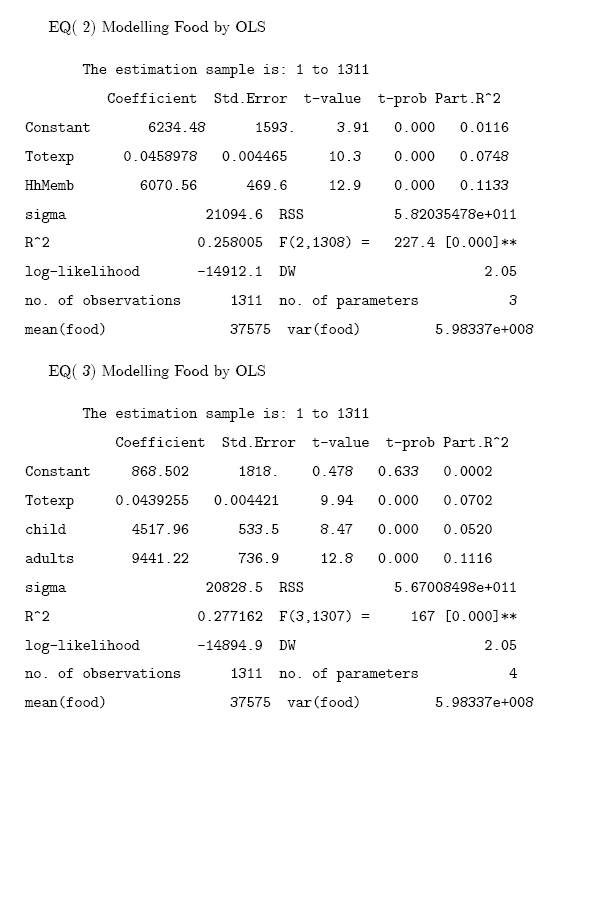 EQ( 2) Modelling Food by OLS
The estimation sample is: 1 to 1311
Coefficient Std.Error t-value t-prob Part.R^2
Constant 6234.48 1593. 3.91 0.000 0.0116
Totexp 0.0458978 0.004465 10.3 0.000 0.0748
HhMemb 6070.56 469.6 12.9 0.000 0.1133
sigma 21094.6 RSS 5.82035478e+011
R^2 0.258005 F(2,1308) = 227.4 [0.000]**
log-likelihood -14912.1 DW 2.05
no. of observations 1311 no. of parameters 3
mean(food) 37575 var(food) 5.98337e+008
EQ( 3) Modelling Food by OLS
The estimation sample is: 1 to 1311
Coefficient Std.Error t-value t-prob Part.R^2
Constant 868.502 1818. 0.478 0.633 0.0002
Totexp 0.0439255 0.004421 9.94 0.000 0.0702
child 4517.96 533.5 8.47 0.000 0.0520
adults 9441.22 736.9 12.8 0.000 0.1116
sigma 20828.5 RSS 5.67008498e+011
R^2 0.277162 F(3,1307) = 167 [0.000]**
log-likelihood -14894.9 DW 2.05
no. of observations 1311 no. of parameters 4
mean(food) 37575 var(food) 5.98337e+008